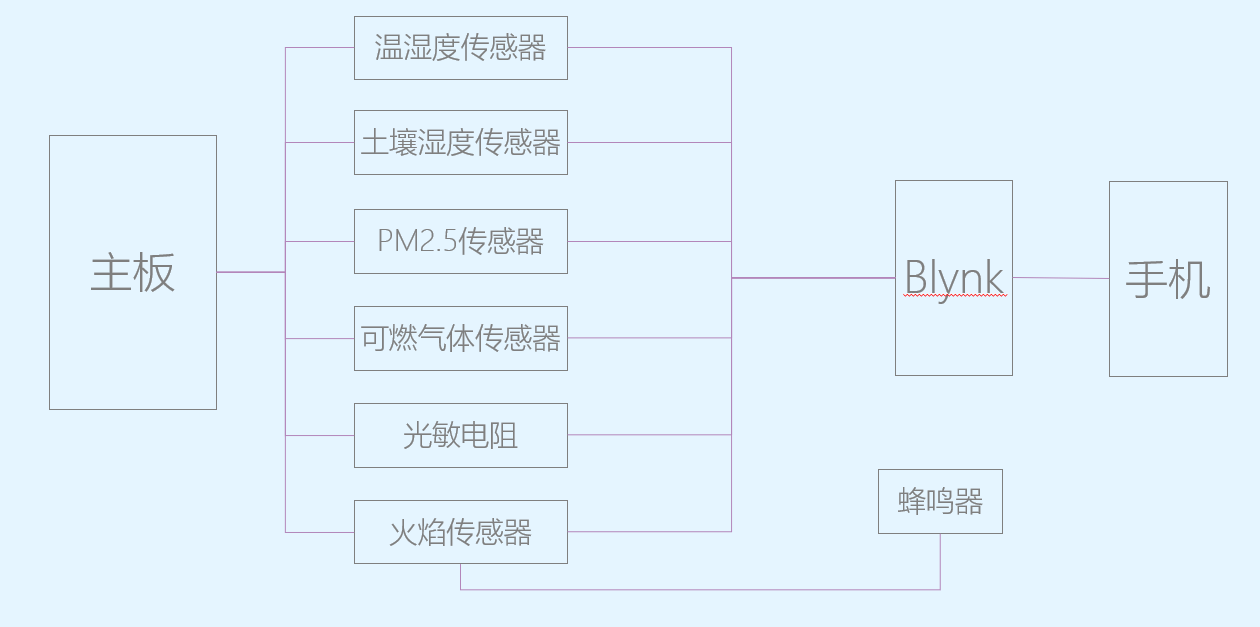 温湿度传感器
土壤湿度传感器
PM2.5传感器
主板
Blynk
手机
可燃气体传感器
光敏电阻
蜂鸣器
火焰传感器